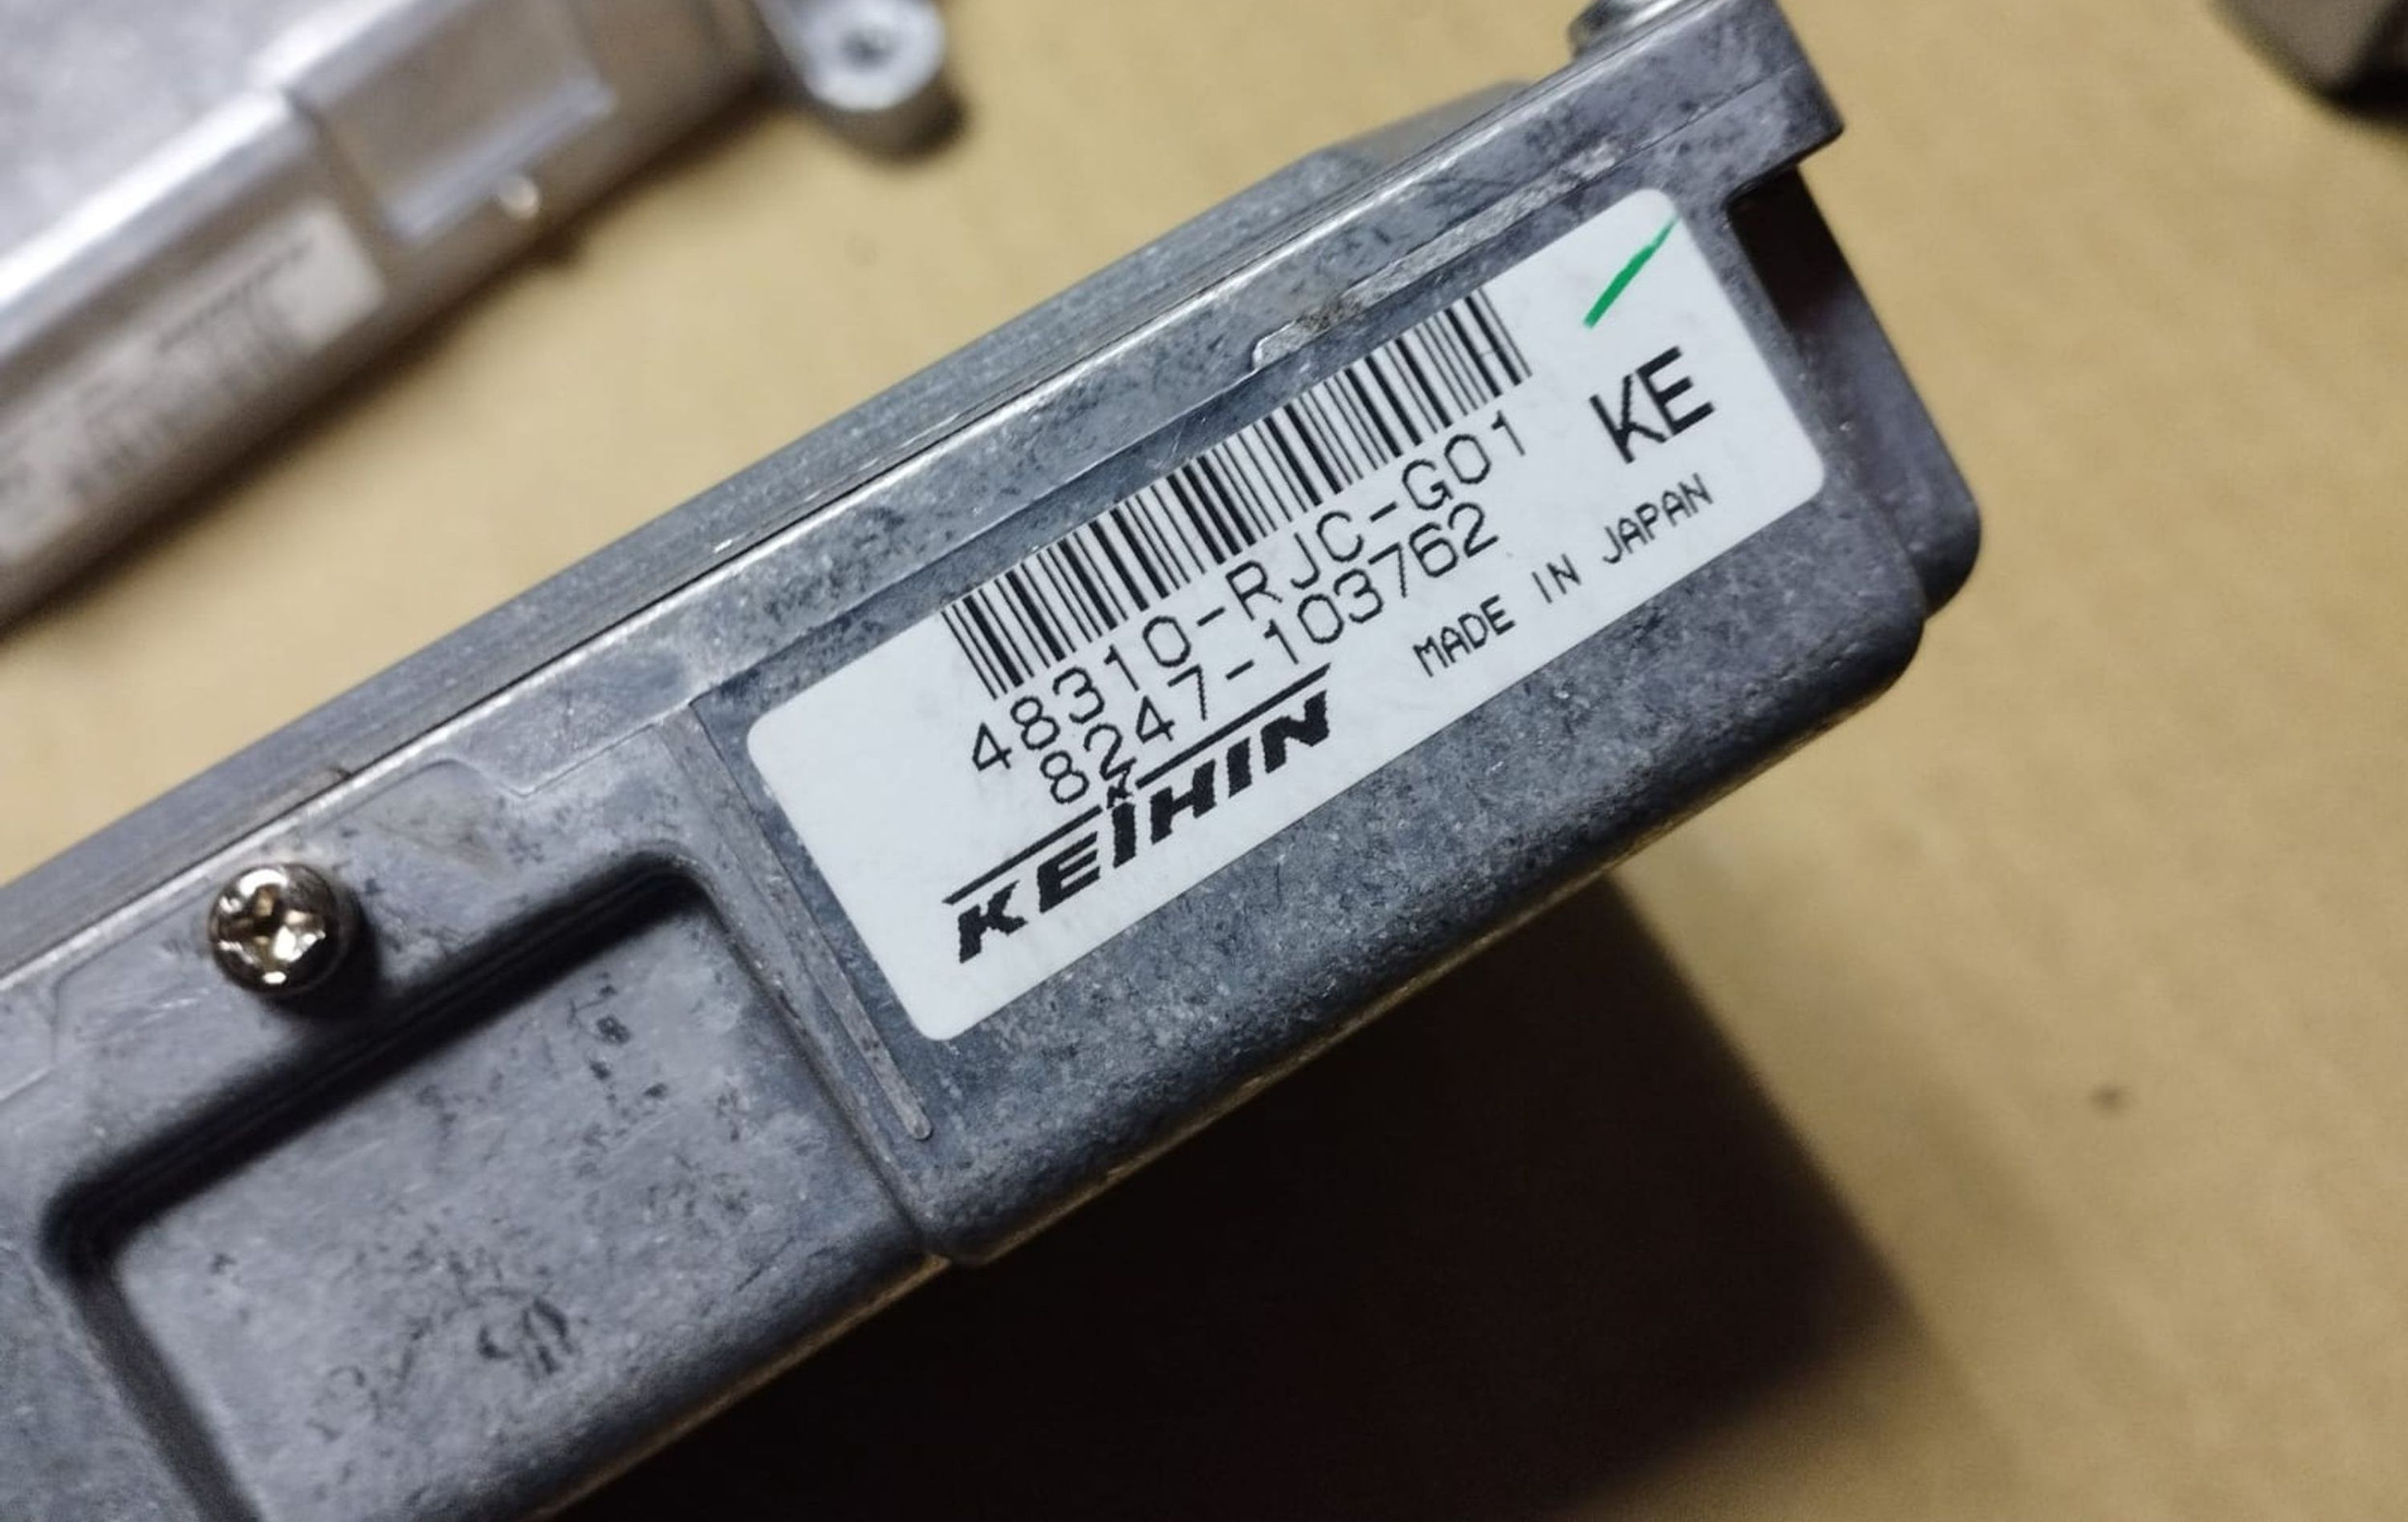 48310-RJC-G01
8247-103762
KEIHIN
KE
MADE IN JAPAN